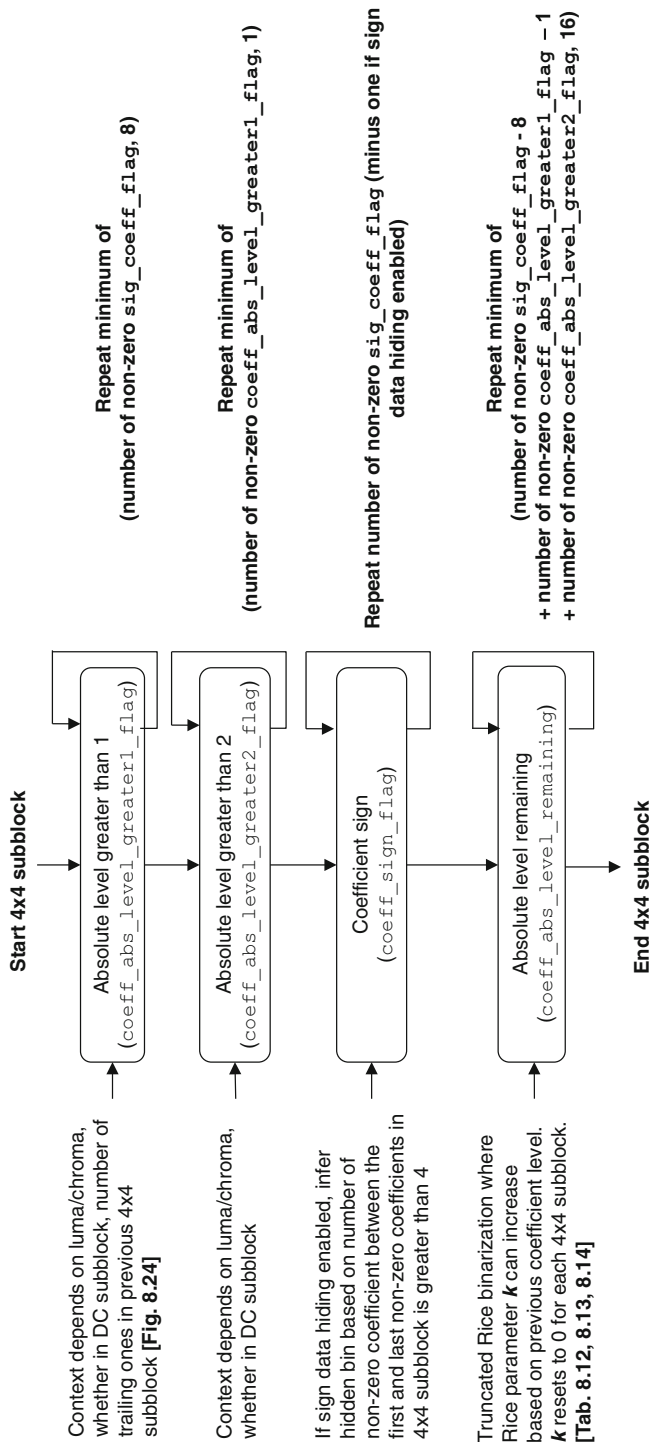 Start 4x4 subblock
Context depends on luma/chroma,
whether in DC subblock, number of
trailing ones in previous 4x4
subblock [Fig. 8.24]
Absolute level greater than 1
(coeff_abs_level_greater1_flag)
Repeat minimum of
(number of non-zero sig_coeff_flag, 8)
Context depends on luma/chroma,
whether in DC subblock
Absolute level greater than 2
(coeff_abs_level_greater2_flag)
Repeat minimum of
(number of non-zero coeff_abs_level_greater1_flag, 1)
If sign data hiding enabled, infer
hidden bin based on number of
non-zero coefficient between the
first and last non-zero coefficients in
4x4 subblock is greater than 4
Coefficient sign
(coeff_sign_flag)
Repeat number of non-zero sig_coeff_flag (minus one if sign
data hiding enabled)
Truncated Rice binarization where
Rice parameter k can increase
based on previous coefficient level.
k resets to 0 for each 4x4 subblock.
[Tab. 8.12, 8.13, 8.14]
Absolute level remaining
(coeff_abs_level_remaining)
Repeat minimum of
(number of non-zero sig_coeff_flag - 8
+ number of non-zero coeff_abs_level_greater1_flag – 1
+ number of non-zero coeff_abs_level_greater2_flag, 16)
End 4x4 subblock